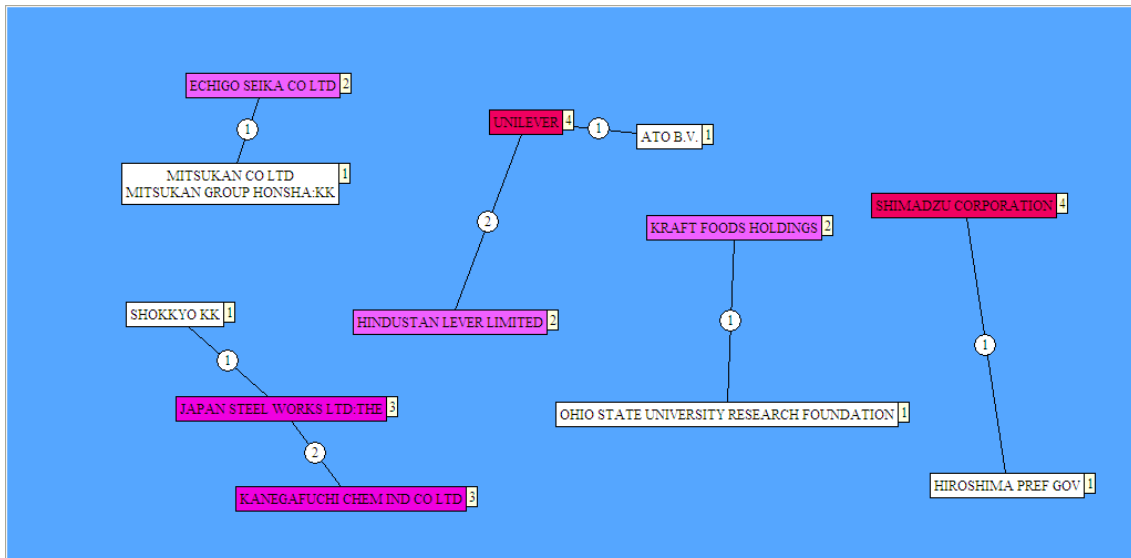 ECHIGO SEIKA CO LTD 2
1
MITSUKAN CO LTD 1
MITSUKAN GROUP HONSHA:KK
UNILEVER 4
1
ATO B.V. 1
2
HINDUSTAN LEVER LIMITED 2
KRAFT FOODS HOLDINGS 2
1
OHIO STATE UNIVERSITY RESEARCH FOUNDATION 1
SHIMADZU CORPORATION 4
1
HIROSHIMA PREF GOV 1
SHOKKYO KK 1
1
JAPAN STEEL WORKS LTD:THE 3
2
KANEGAFUCHI CHEM IND CO LTD 3